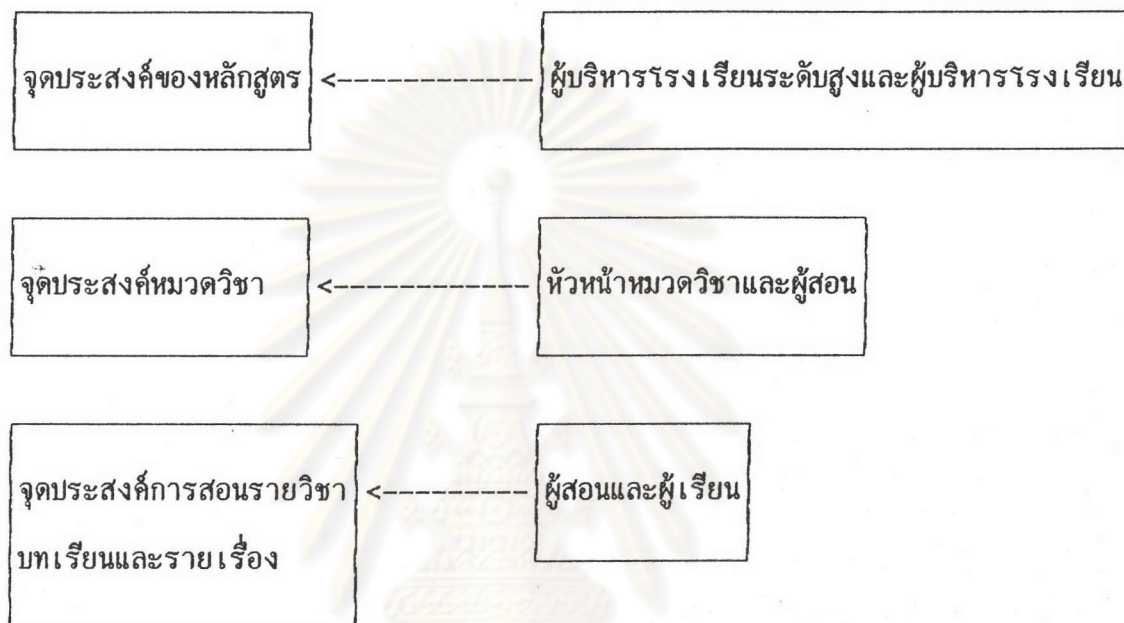 จุดประสงค์ของหลักสูตร <----------- ผู้บริหารโรงเรียนระดับสูงและผู้บริหารโรงเรียน
จุดประสงค์หมวดวิชา <----------- หัวหน้าหมวดวิชาและผู้สอน
จุดประสงค์การสอนรายวิชา <--------- ผู้สอนและผู้เรียน
บทเรียนและรายเรื่อง